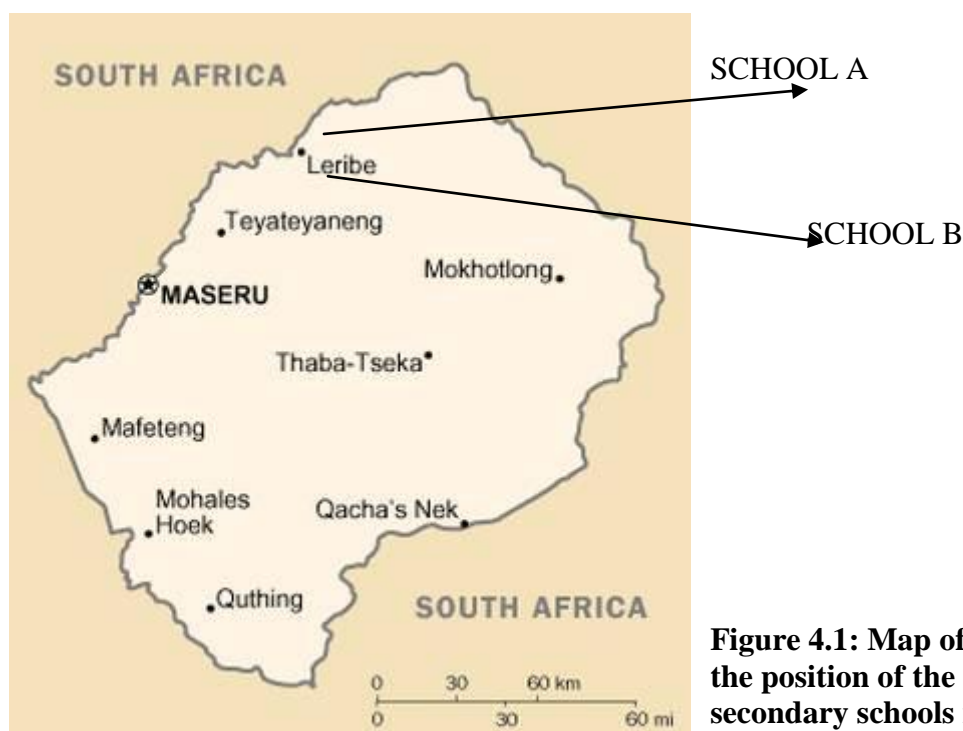 SOUTH AFRICA
SCHOOL A
Leribe
Teyateyaneng
SCHOOL B
Mokhotlong
MASERU
Thaba-Tseka
Mafeteng
Mohales
Hoek
Qacha's Nek
Quthing
SOUTH AFRICA
0 30 60 km
0 30 60 mi
Figure 4.1: Map of
the position of the
secondary schools